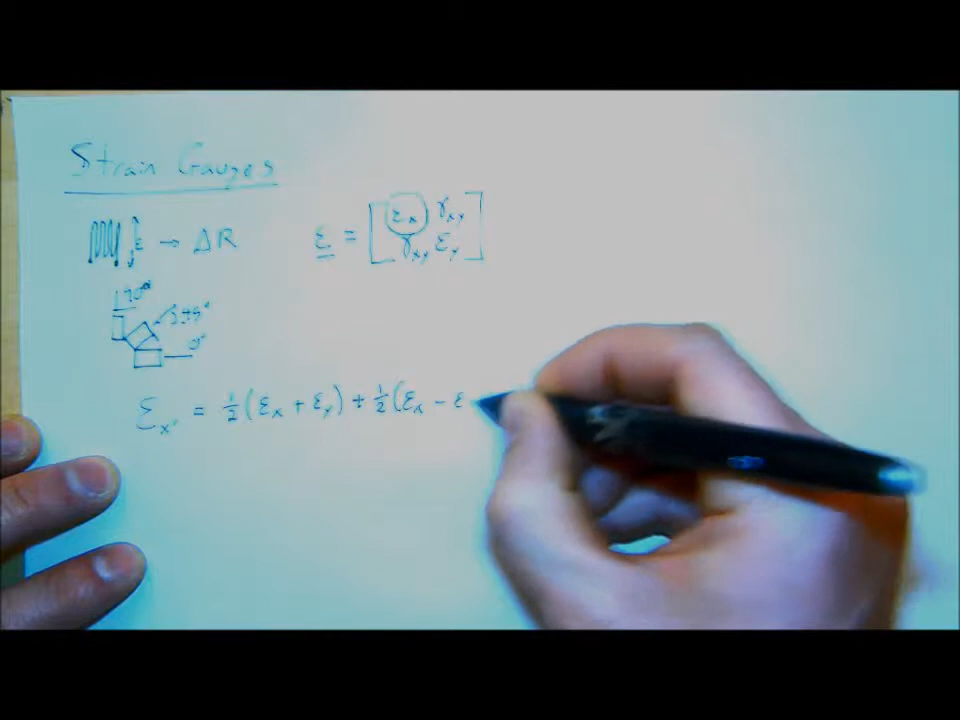 Strain Gauges
ε → ΔR
ε = [ εx γxy
γxy εy ]
90°
45°
0°
εx' = ½(εx + εy) + ½(εx − ε